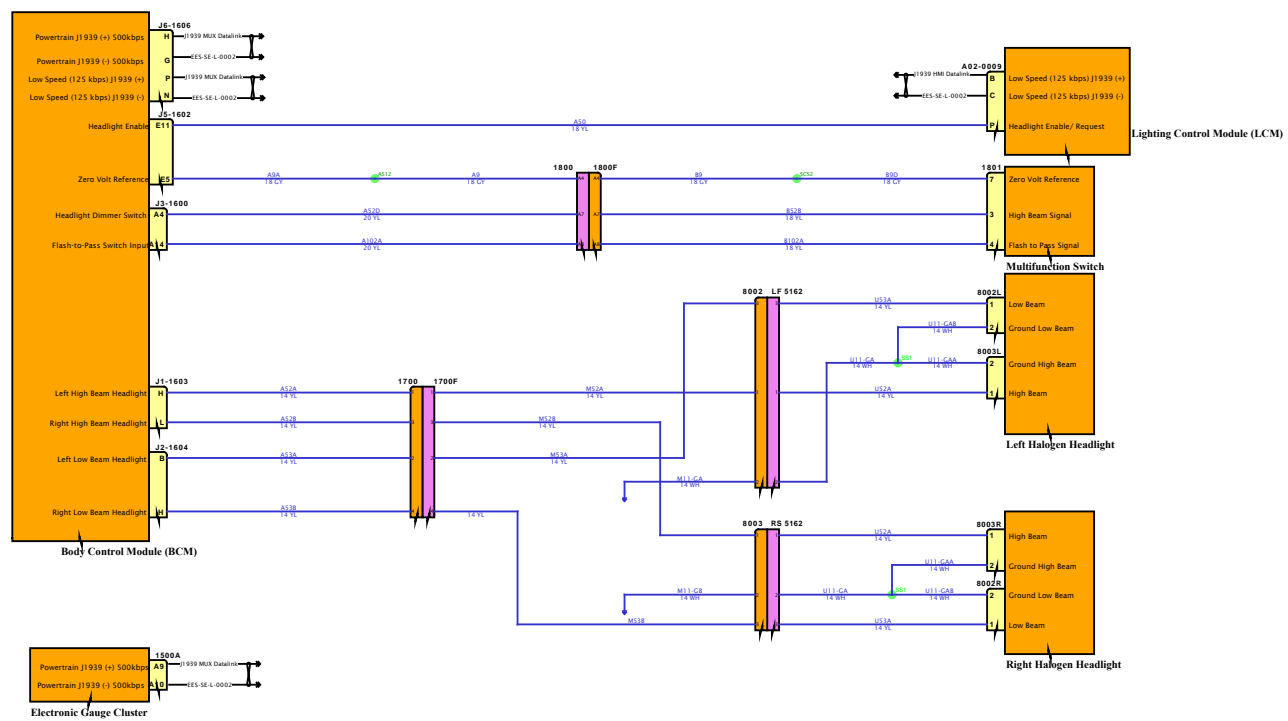 J6-1606
Powertrain J1939 (+) 500kbps H J1939 MUX Datalink
Powertrain J1939 (-) 500kbps G EES-SE-L-0002
Low Speed (125 kbps) J1939 (+) P J1939 MUX Datalink
Low Speed (125 kbps) J1939 (-) N EES-SE-L-0002
A02-0009
J1939 HMI Datalink B Low Speed (125 kbps) J1939 (+)
EES-SE-L-0002 C Low Speed (125 kbps) J1939 (-)
J5-1602
Headlight Enable E11 A50 P Headlight Enable/ Request
18 YL
Lighting Control Module (LCM)
1800 1800F 1801
Zero Volt Reference E5 A9A AS12 A9 A4 A4 B9 SC52 B9D 7 Zero Volt Reference
18 GY 18 GY 18 GY 18 GY
J3-1600
Headlight Dimmer Switch A4 A52D A7 A7 B52B 3 High Beam Signal
20 YL 18 YL
Flash-to-Pass Switch Input A14 A102A B102A 4 Flash to Pass Signal
20 YL 18 YL
Multifunction Switch
8002 LF 5162 8002L
U53A 1 Low Beam
14 YL
U11-GAB 2 Ground Low Beam
14 WH
8003L
U11-GA SS1 U11-GAA 2 Ground High Beam
14 WH 14 WH
J1-1603 1700 1700F
Left High Beam Headlight H A52A M52A U52A 1 High Beam
14 YL 14 YL 14 YL
Right High Beam Headlight L A52B M52B
14 YL 14 YL
Left Halogen Headlight
J2-1604
Left Low Beam Headlight B A53A M53A
14 YL 14 YL
M11-GA
14 WH
Right Low Beam Headlight H A53B
14 YL 14 YL
8003 RS 5162 8003R
U52A 1 High Beam
14 YL
Body Control Module (BCM)
U11-GAA 2 Ground High Beam
14 WH
8002R
M11-GB U11-GA SS1 U11-GAB 2 Ground Low Beam
14 WH 14 WH 14 WH
M53B U53A 1 Low Beam
14 YL
Right Halogen Headlight
1500A
Powertrain J1939 (+) 500kbps A9 J1939 MUX Datalink
Powertrain J1939 (-) 500kbps A10 EES-SE-L-0002
Electronic Gauge Cluster